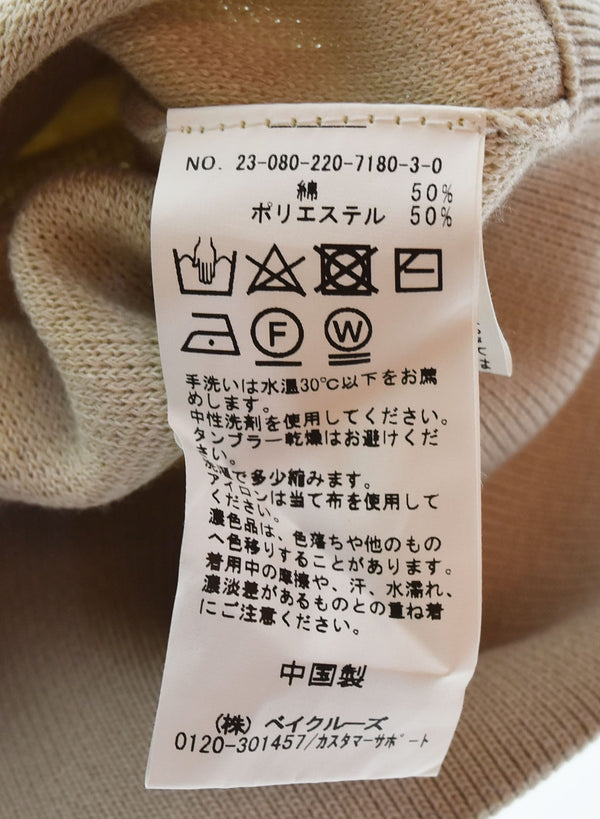 NO. 23-080-220-7180-3-0
綿 50%
ポリエステル 50%
F W
手洗いは水温30℃以下をお薦
めします。
中性洗剤を使用してください。
タンブラー乾燥はお避けくだ
さい。
洗濯で多少縮みます。
アイロンは当て布を使用して
ください。
濃色品は、色落ちや他のもの
へ色移りすることがあります。
着用中の摩擦や、汗、水濡れ、
濃淡差があるものとの重ね着
にご注意ください。
中国製
(株) ベイクルーズ
0120-301457/カスタマーサポート